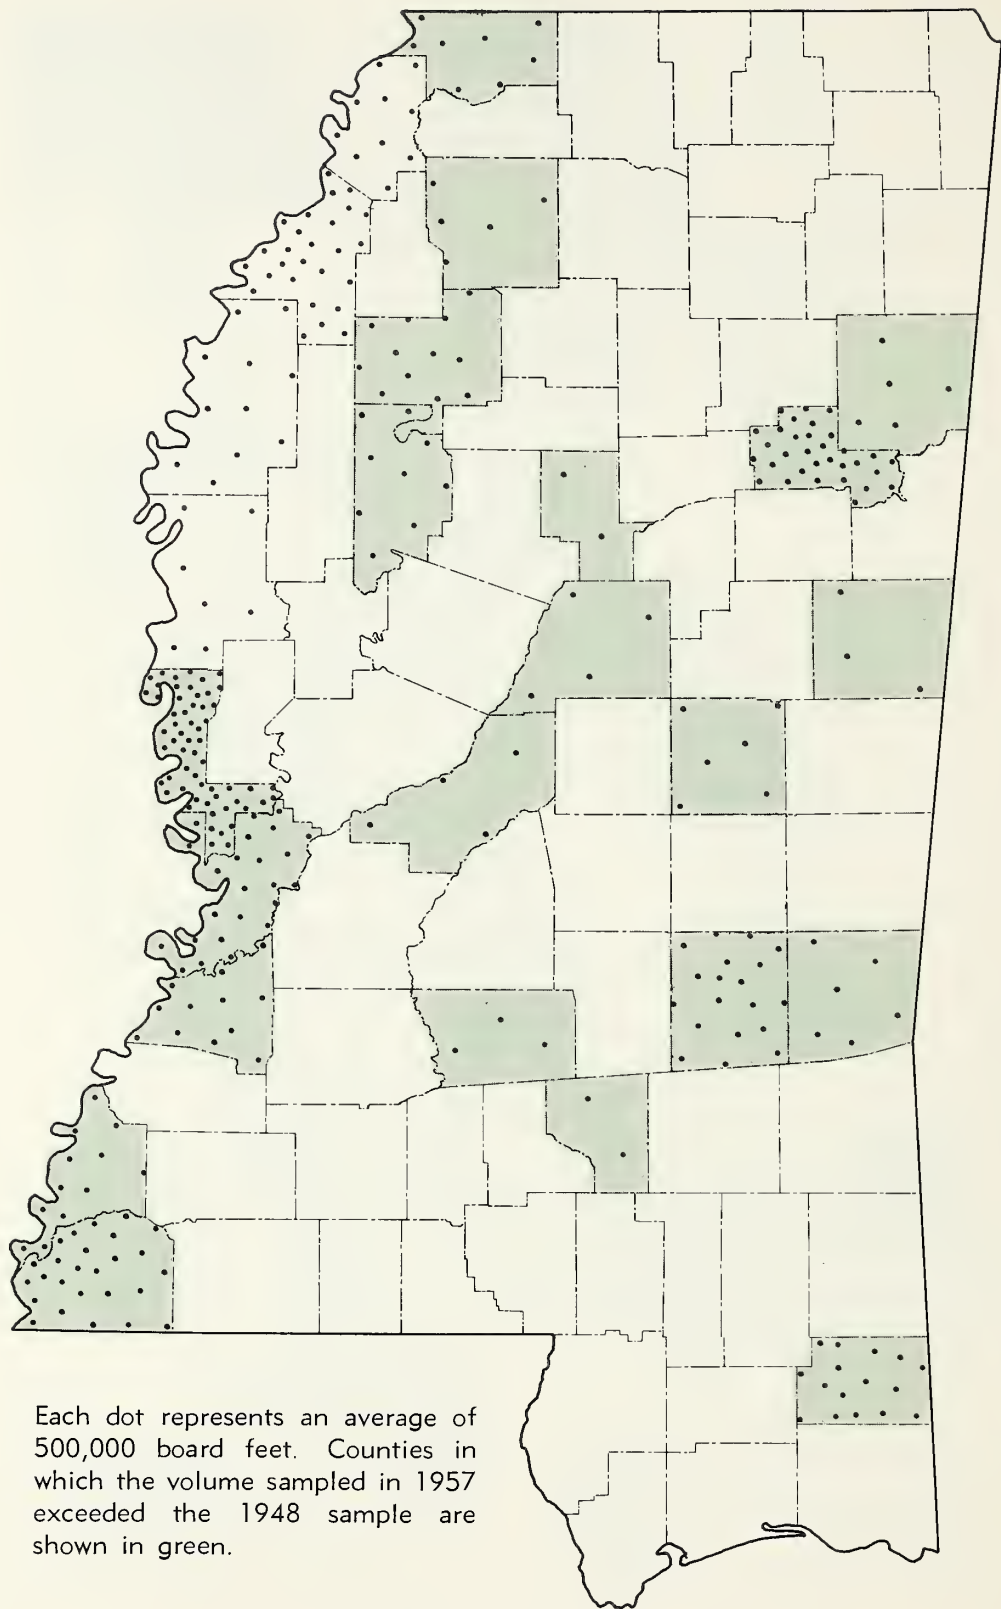 Each dot represents an average of
500,000 board feet. Counties in
which the volume sampled in 1957
exceeded the 1948 sample are
shown in green.